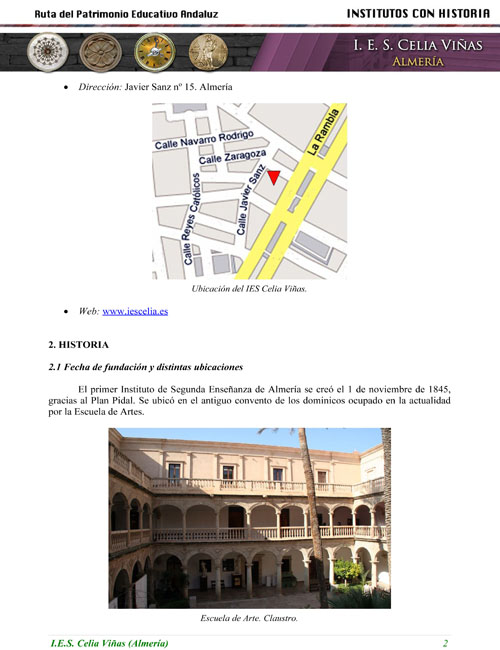 Ruta del Patrimonio Educativo Andaluz
INSTITUTOS CON HISTORIA
I. E. S. CELIA VIÑAS
ALMERÍA
• Dirección: Javier Sanz nº 15. Almería
La Rambla
Calle Navarro Rodrigo
Calle Zaragoza
Calle Javier Sanz
Calle Reyes Católicos
Ubicación del IES Celia Viñas.
• Web: www.iescelia.es
2. HISTORIA
2.1 Fecha de fundación y distintas ubicaciones
El primer Instituto de Segunda Enseñanza de Almería se creó el 1 de noviembre de 1845,
gracias al Plan Pidal. Se ubicó en el antiguo convento de los dominicos ocupado en la actualidad
por la Escuela de Artes.
Escuela de Arte. Claustro.
I.E.S. Celia Viñas (Almería)
2